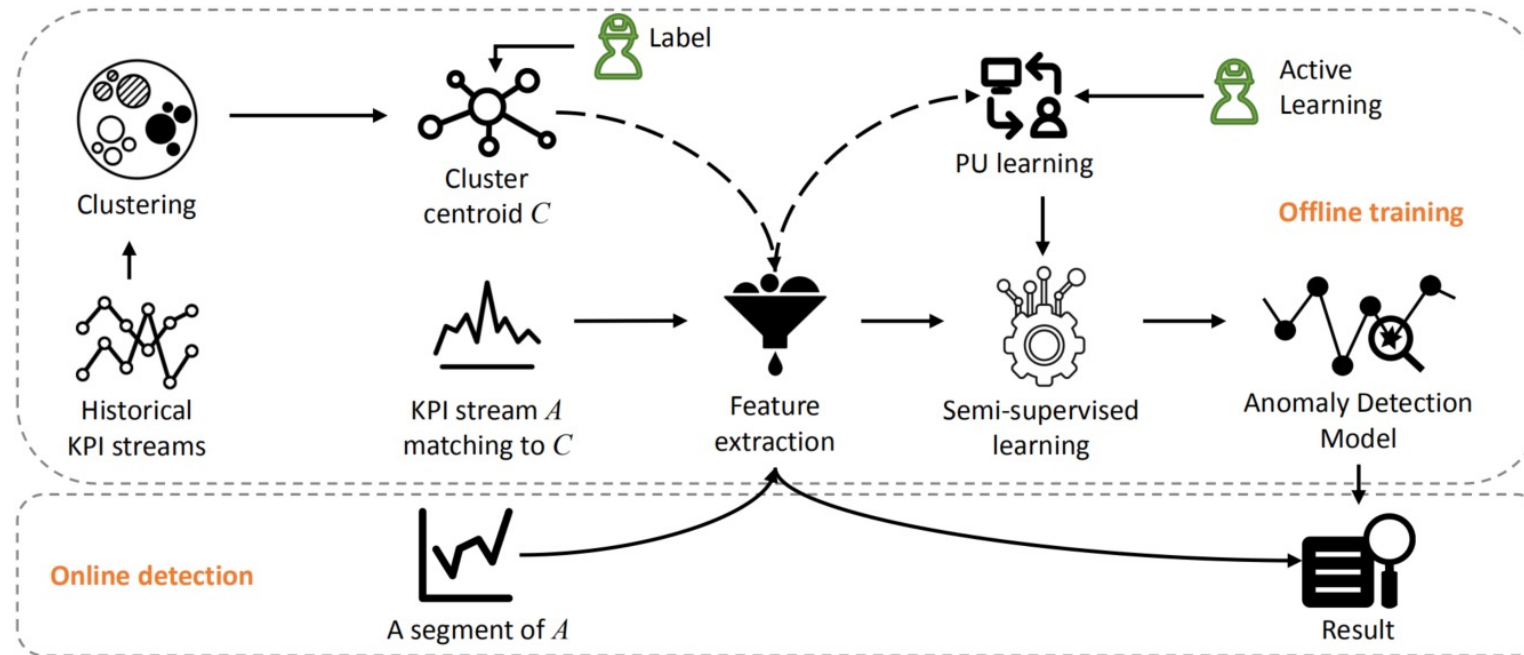 Label
Active
Learning
Clustering
Cluster
centroid C
PU learning
Offline training
Historical
KPI streams
KPI stream A
matching to C
Feature
extraction
Semi-supervised
learning
Anomaly Detection
Model
Online detection
A segment of A
Result